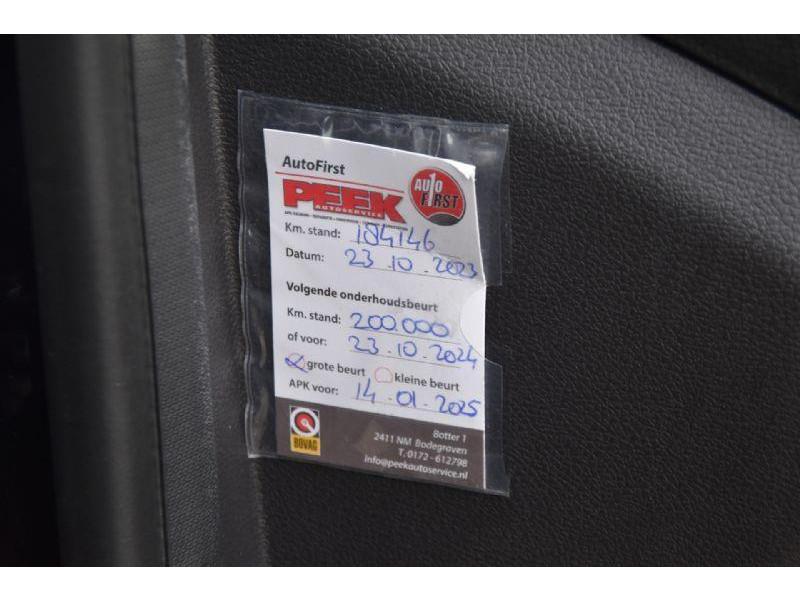 AutoFirst
PEEK
AUTOSERVICE
AUTO FIRST
Km. stand: 184146
Datum: 23.10.2023
Volgende onderhoudsbeurt
Km. stand: 200.000
of voor: 23.10.2024
grote beurt kleine beurt
APK voor: 14.01.2025
BOVAG
Botter 1
2411 NM Bodegraven
T. 0172 - 612798
info@peekautoservice.nl